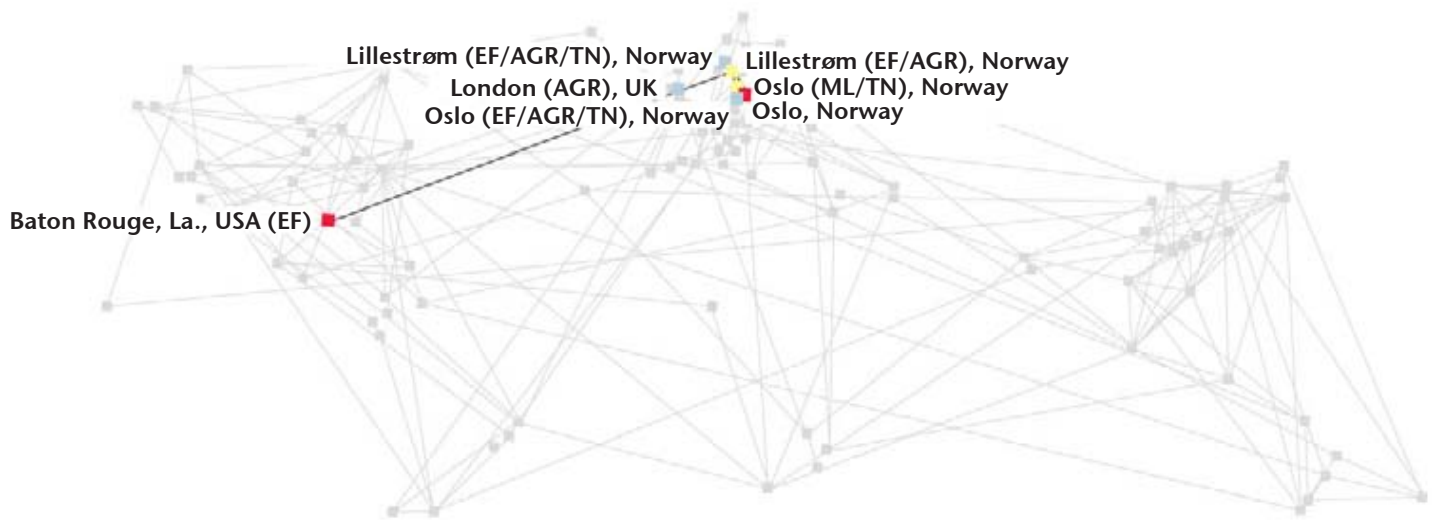 Lillestrøm (EF/AGR/TN), Norway
Lillestrøm (EF/AGR), Norway
London (AGR), UK
Oslo (ML/TN), Norway
Oslo (EF/AGR/TN), Norway
Oslo, Norway
Baton Rouge, La., USA (EF)